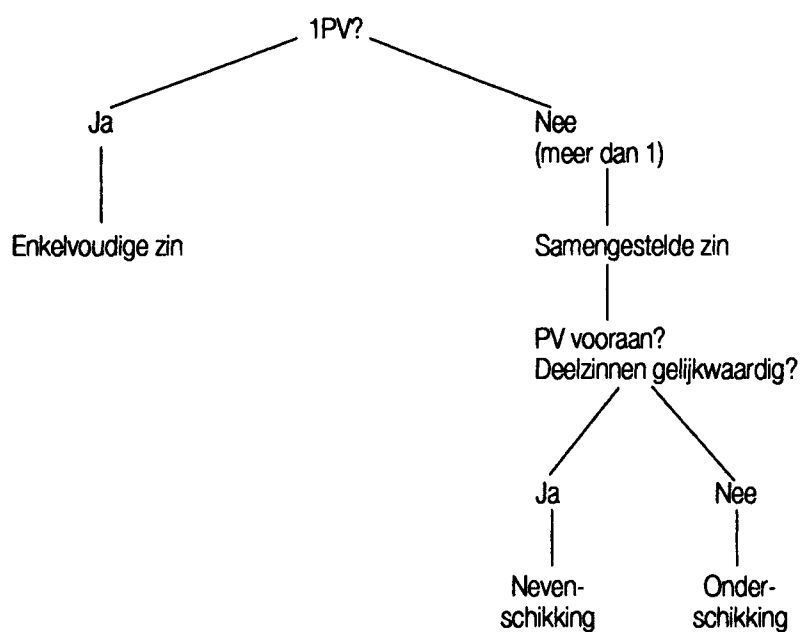 1PV?
Ja
Nee
(meer dan 1)
Enkelvoudige zin
Samengestelde zin
PV vooraan?
Deelzinnen gelijkwaardig?
Ja
Nee
Neven-
schikking
Onder-
schikking